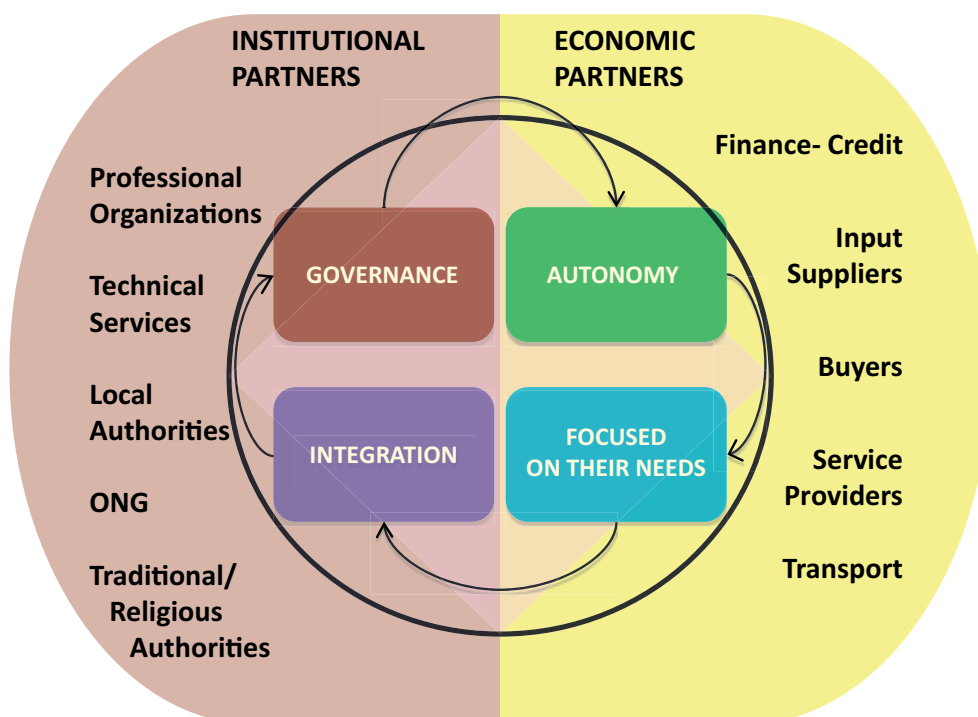 INSTITUTIONAL
PARTNERS
ECONOMIC
PARTNERS
Professional
Organizations
Technical
Services
Local
Authorities
ONG
Traditional/
Religious
Authorities
GOVERNANCE
AUTONOMY
INTEGRATION
FOCUSED
ON THEIR NEEDS
Finance- Credit
Input
Suppliers
Buyers
Service
Providers
Transport